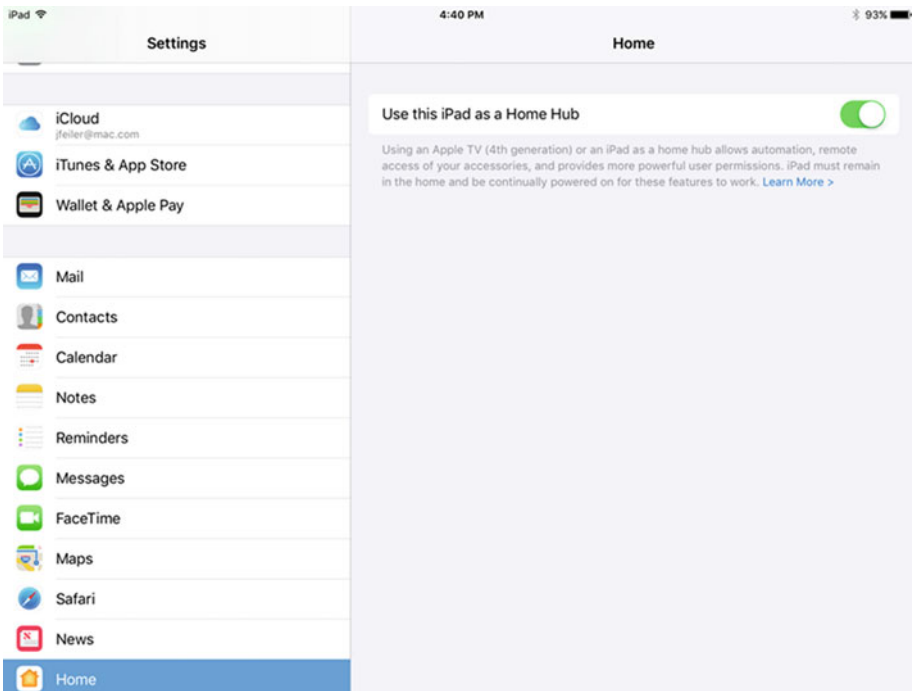 iPad
4:40 PM
93%
Settings
Home
iCloud
jfeiler@mac.com
iTunes & App Store
Wallet & Apple Pay
Mail
Contacts
Calendar
Notes
Reminders
Messages
FaceTime
Maps
Safari
News
Home
Use this iPad as a Home Hub
Using an Apple TV (4th generation) or an iPad as a home hub allows automation, remote
access of your accessories, and provides more powerful user permissions. iPad must remain
in the home and be continually powered on for these features to work. Learn More >